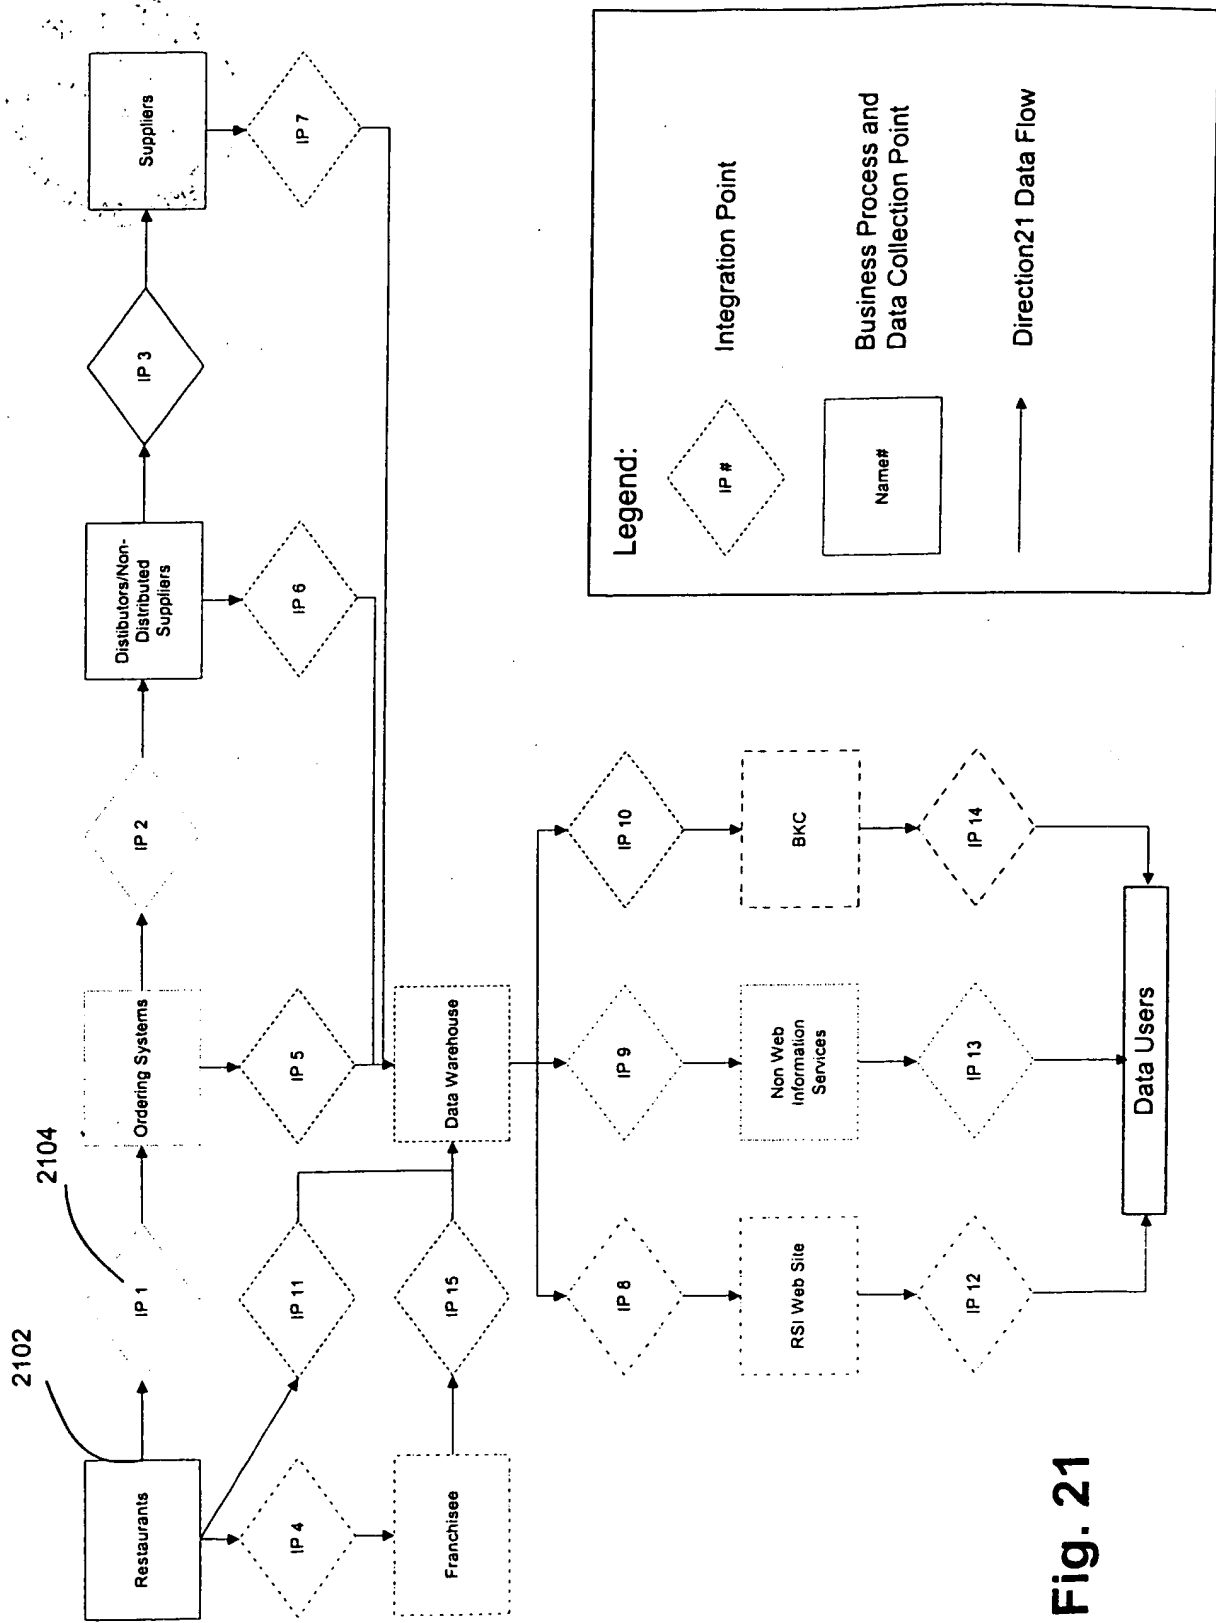 2102
2104
Restaurants
IP 1
Ordering Systems
IP 2
Distibutors/Non-
Distributed
Suppliers
IP 3
Suppliers
IP 4
IP 11
IP 5
IP 6
IP 7
Franchisee
IP 15
Data Warehouse
IP 8
IP 9
IP 10
RSI Web Site
Non Web
Information
Services
BKC
IP 12
IP 13
IP 14
Data Users
Legend:
IP #
Integration Point
Name#
Business Process and
Data Collection Point
Direction21 Data Flow
Fig. 21